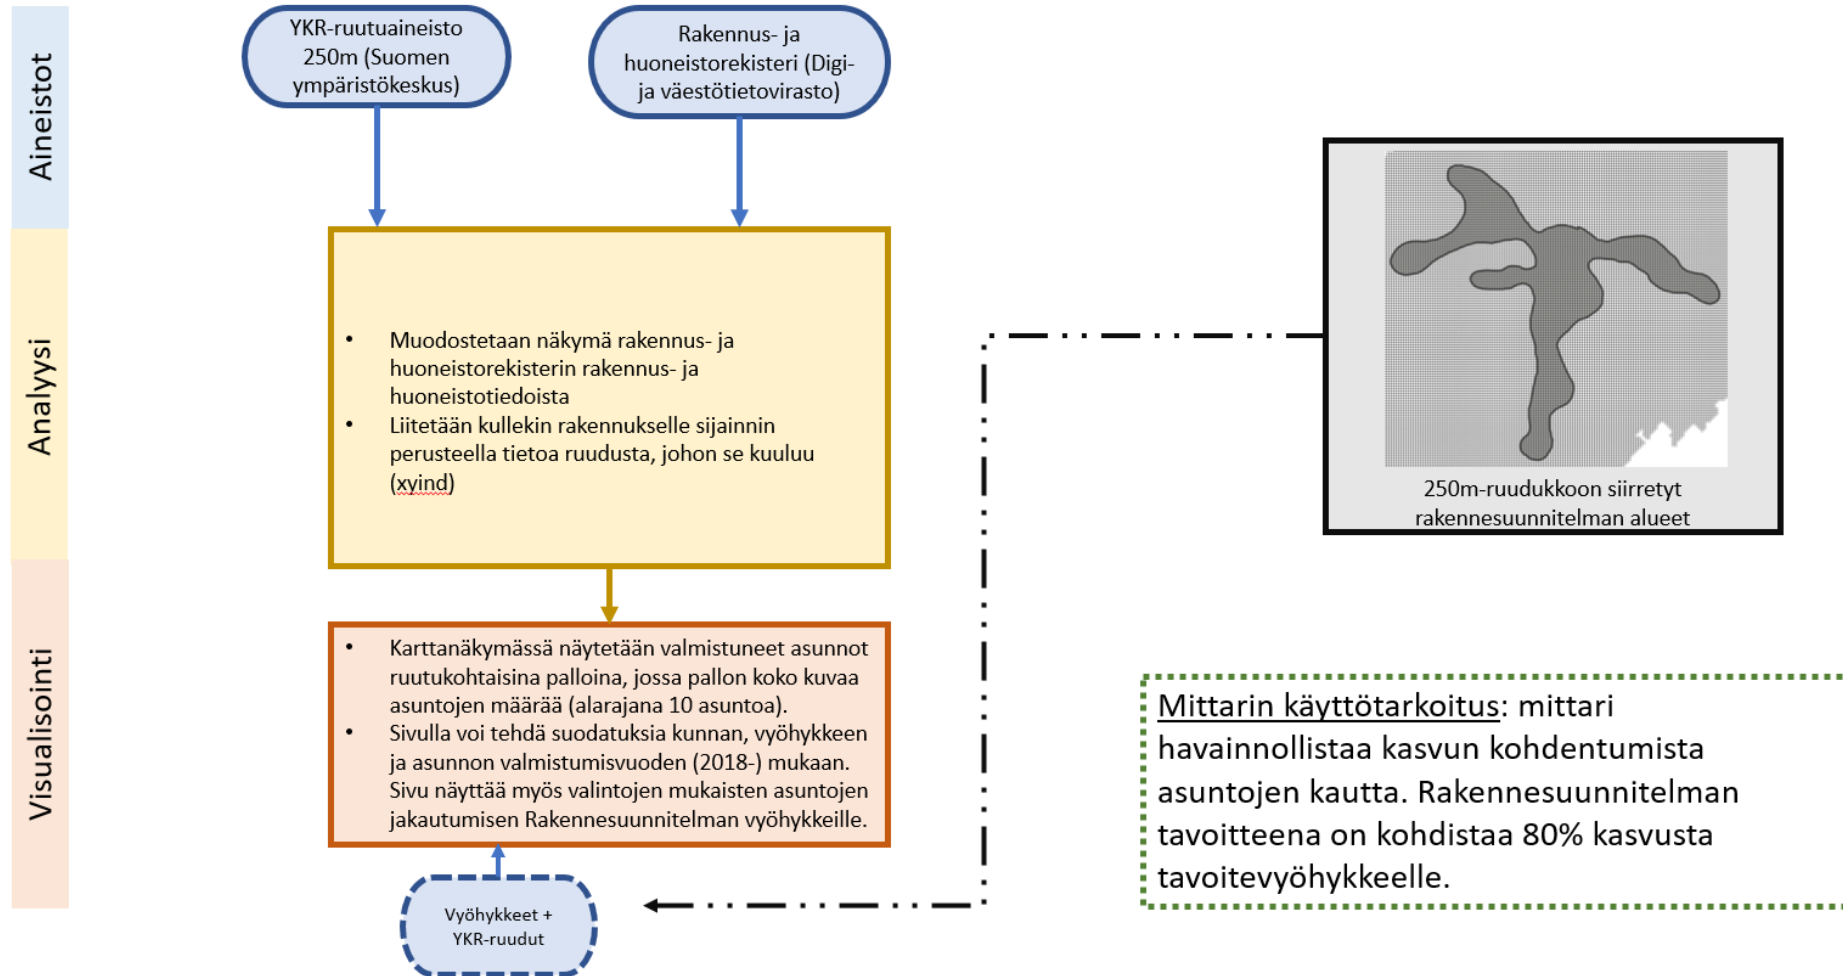 Aineistot
YKR-ruutuaineisto
250m (Suomen
ympäristökeskus)
Rakennus- ja
huoneistorekisteri (Digi-
ja väestötietovirasto)
Analyysi
• Muodostetaan näkymä rakennus- ja
huoneistorekisterin rakennus- ja
huoneistotiedoista
• Liitetään kullekin rakennukselle sijainnin
perusteella tietoa ruudusta, johon se kuuluu
(xyind)
250m-ruudukkoon siirretyt
rakennesuunnitelman alueet
Visualisointi
• Karttanäkymässä näytetään valmistuneet asunnot
ruutukohtaisina palloina, jossa pallon koko kuvaa
asuntojen määrää (alarajana 10 asuntoa).
• Sivulla voi tehdä suodatuksia kunnan, vyöhykkeen
ja asunnon valmistumisvuoden (2018-) mukaan.
Sivu näyttää myös valintojen mukaisten asuntojen
jakautumisen Rakennesuunnitelman vyöhykkeille.
Vyöhykkeet +
YKR-ruudut
Mittarin käyttötarkoitus: mittari
havainnollistaa kasvun kohdentumista
asuntojen kautta. Rakennesuunnitelman
tavoitteena on kohdistaa 80% kasvusta
tavoitevyöhykkeelle.